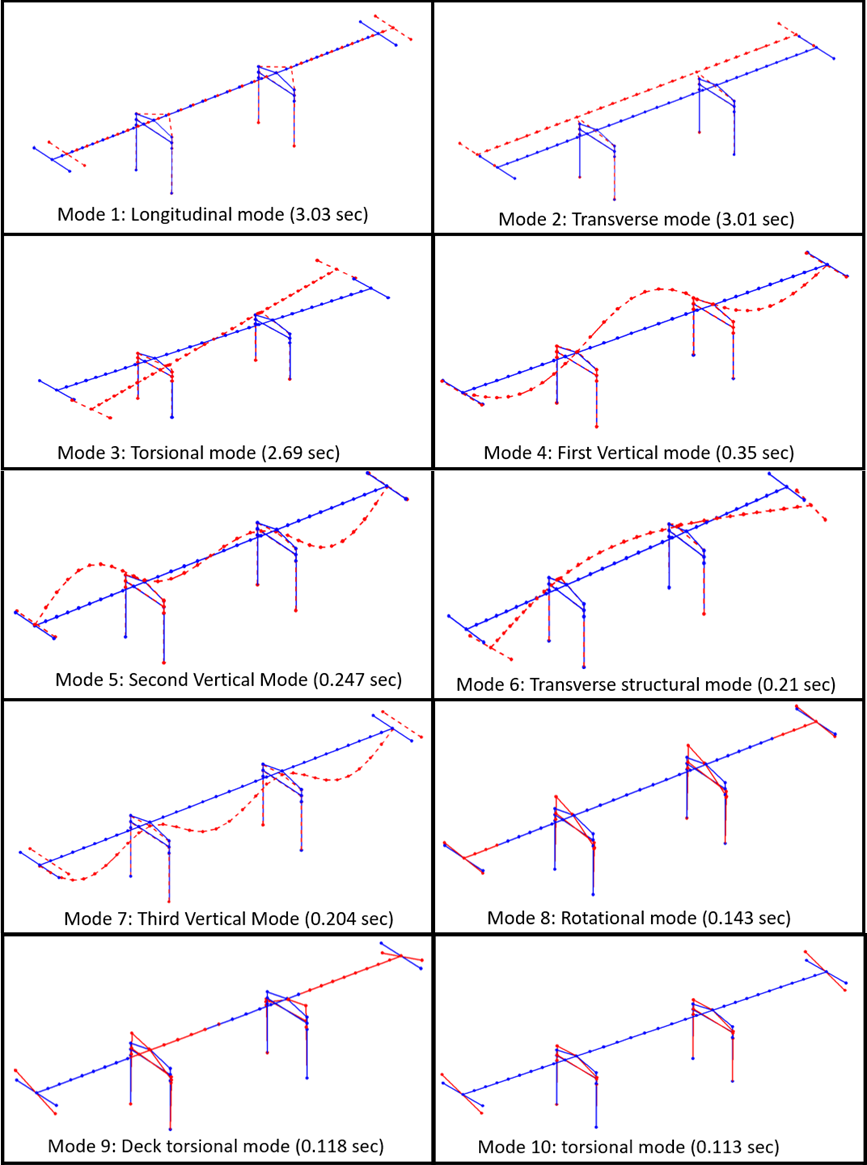 Mode 1: Longitudinal mode (3.03 sec)
Mode 2: Transverse mode (3.01 sec)
Mode 3: Torsional mode (2.69 sec)
Mode 4: First Vertical mode (0.35 sec)
Mode 5: Second Vertical Mode (0.247 sec)
Mode 6: Transverse structural mode (0.21 sec)
Mode 7: Third Vertical Mode (0.204 sec)
Mode 8: Rotational mode (0.143 sec)
Mode 9: Deck torsional mode (0.118 sec)
Mode 10: torsional mode (0.113 sec)